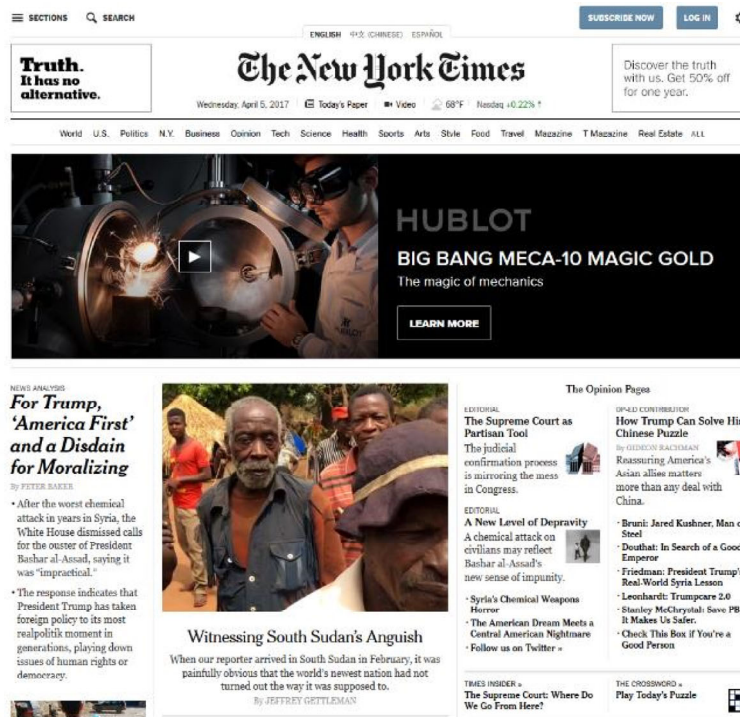 SECTIONS SEARCH
SUBSCRIBE NOW LOG IN
ENGLISH 中文 (CHINESE) ESPAÑOL
Truth.
It has no
alternative.
The New York Times
Discover the truth
with us. Get 50% off
for one year.
Wednesday, April 5, 2017 Today's Paper Video 68°F Nasdaq +0.22% ↑
World U.S. Politics N.Y. Business Opinion Tech Science Health Sports Arts Style Food Travel Magazine T Magazine Real Estate ALL
HUBLOT
BIG BANG MECA-10 MAGIC GOLD
The magic of mechanics
LEARN MORE
HUBLOT
NEWS ANALYSIS
For Trump,
‘America First’
and a Disdain
for Moralizing
By PETER BAKER
• After the worst chemical
attack in years in Syria, the
White House dismissed calls
for the ouster of President
Bashar al-Assad, saying it
was “impractical.”
• The response indicates that
President Trump has taken
foreign policy to its most
realpolitik moment in
generations, playing down
issues of human rights or
democracy.
Witnessing South Sudan’s Anguish
When our reporter arrived in South Sudan in February, it was
painfully obvious that the world’s newest nation had not
turned out the way it was supposed to.
By JEFFREY GETTLEMAN
The Opinion Pages
EDITORIAL
The Supreme Court as
Partisan Tool
The judicial
confirmation process
is mirroring the mess
in Congress.
EDITORIAL
A New Level of Depravity
A chemical attack on
civilians may reflect
Bashar al-Assad’s
new sense of impunity.
• Syria’s Chemical Weapons
Horror
• The American Dream Meets a
Central American Nightmare
• Follow us on Twitter »
OP-ED CONTRIBUTOR
How Trump Can Solve His
Chinese Puzzle
By GIDEON RACHMAN
Reassuring America’s
Asian allies matters
more than any deal with
China.
• Bruni: Jared Kushner, Man o
Steel
• Douthat: In Search of a Good
Emperor
• Friedman: President Trump’s
Real-World Syria Lesson
• Leonhardt: Trumpcare 2.0
• Stanley McChrystal: Save PB
It Makes Us Safer.
• Check This Box if You’re a
Good Person
TIMES INSIDER »
The Supreme Court: Where Do
We Go From Here?
THE CROSSWORD »
Play Today’s Puzzle